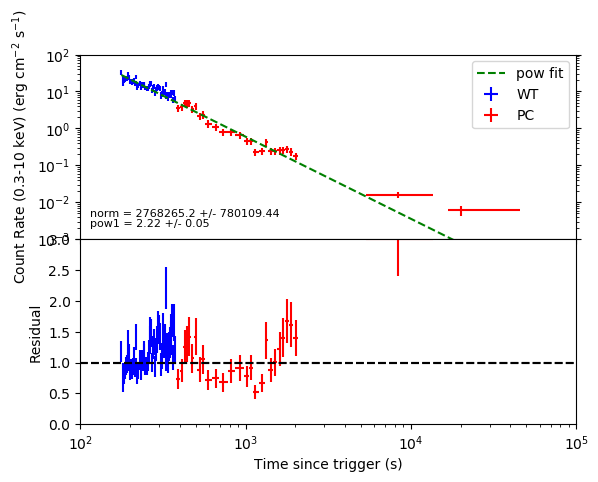 Count Rate (0.3-10 keV) (erg cm⁻² s⁻¹)
10²
10¹
10⁰
10⁻¹
10⁻²
10⁻³
pow fit
WT
PC
norm = 2768265.2 +/- 780109.44
pow1 = 2.22 +/- 0.05
Residual
3.0
2.5
2.0
1.5
1.0
0.5
0.0
10² 10³ 10⁴ 10⁵
Time since trigger (s)